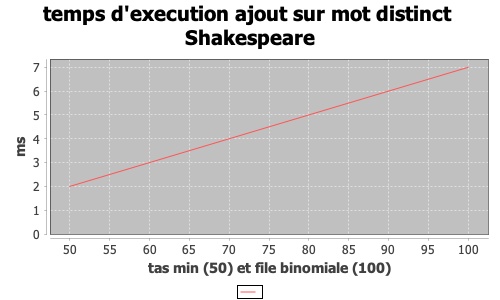 temps d'execution ajout sur mot distinct
Shakespeare
7
6
5
4
3
2
1
0
ms
50 55 60 65 70 75 80 85 90 95 100
tas min (50) et file binomiale (100)